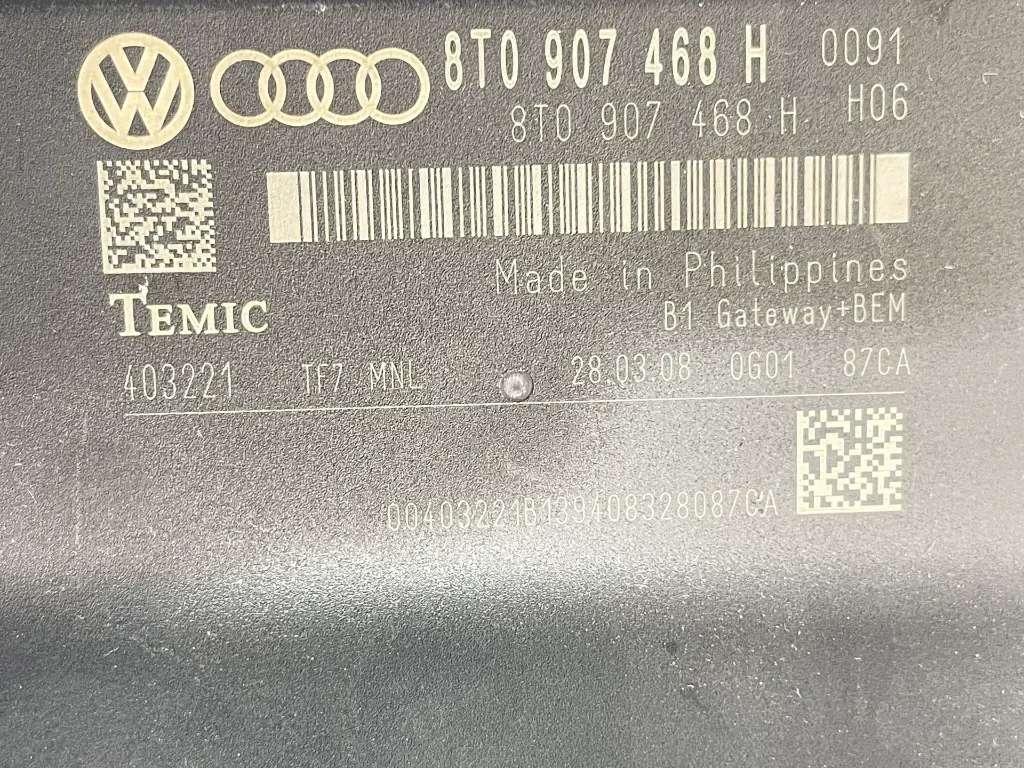 8T0 907 468 H 0091
8T0 907 468 H H06
Made in Philippines
B1 Gateway+BEM
TEMIC
403221 TF7 MNL 28.03.08 0G01 87CA
00403221B139408328087CA